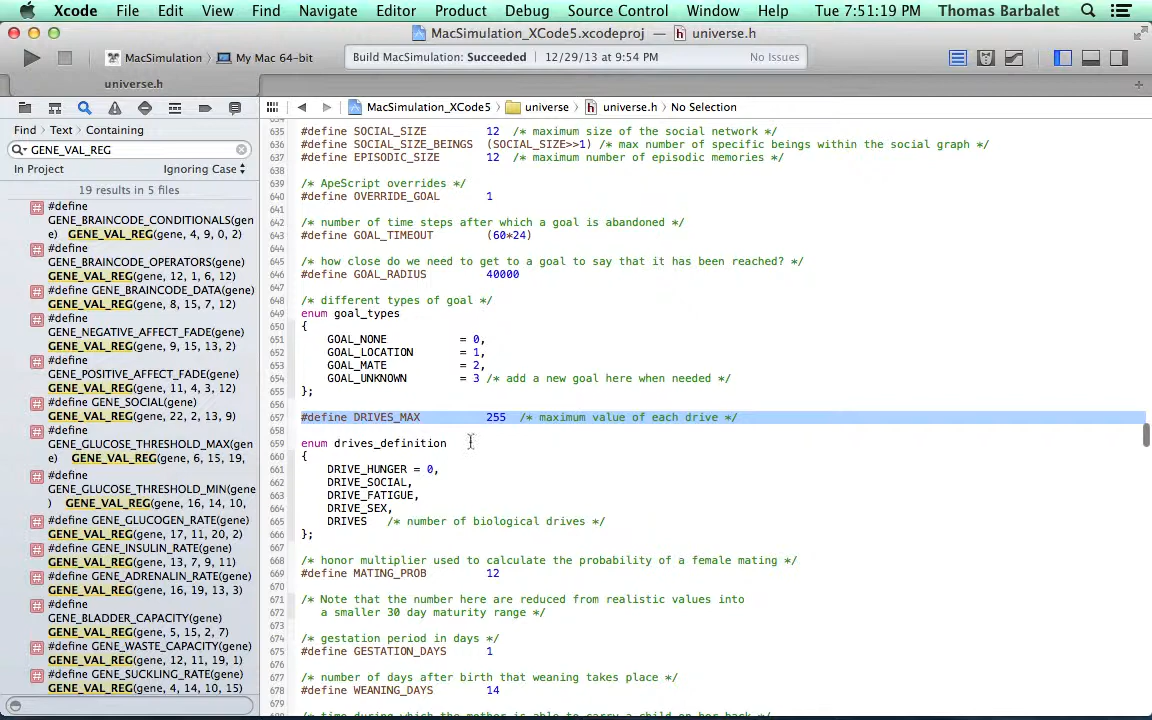 Xcode File Edit View Find Navigate Editor Product Debug Source Control Window Help Tue 7:51:19 PM Thomas Barbalet
MacSimulation_XCode5.xcodeproj — universe.h
MacSimulation My Mac 64-bit
Build MacSimulation: Succeeded 12/29/13 at 9:54 PM No Issues
universe.h
MacSimulation_XCode5 universe universe.h No Selection
Find Text Containing
GENE_VAL_REG
In Project Ignoring Case
19 results in 5 files
#define
GENE_BRAINCODE_CONDITIONALS(gen
e) GENE_VAL_REG(gene, 4, 9, 0, 2)
#define
GENE_BRAINCODE_OPERATORS(gene)
GENE_VAL_REG(gene, 12, 1, 6, 12)
#define GENE_BRAINCODE_DATA(gene)
GENE_VAL_REG(gene, 8, 15, 7, 12)
#define
GENE_NEGATIVE_AFFECT_FADE(gene)
GENE_VAL_REG(gene, 9, 15, 13, 2)
#define
GENE_POSITIVE_AFFECT_FADE(gene)
GENE_VAL_REG(gene, 11, 4, 3, 12)
#define GENE_SOCIAL(gene)
GENE_VAL_REG(gene, 22, 2, 13, 9)
#define
GENE_GLUCOSE_THRESHOLD_MAX(gene
) GENE_VAL_REG(gene, 6, 15, 19,
#define
GENE_GLUCOSE_THRESHOLD_MIN(gene
) GENE_VAL_REG(gene, 16, 14, 10,
#define GENE_GLUCOGEN_RATE(gene)
GENE_VAL_REG(gene, 17, 11, 20, 2)
#define GENE_INSULIN_RATE(gene)
GENE_VAL_REG(gene, 13, 7, 9, 11)
#define GENE_ADRENALIN_RATE(gene)
GENE_VAL_REG(gene, 16, 19, 13, 3)
#define
GENE_BLADDER_CAPACITY(gene)
GENE_VAL_REG(gene, 5, 15, 2, 7)
#define GENE_WASTE_CAPACITY(gene)
GENE_VAL_REG(gene, 12, 11, 19, 1)
#define GENE_SUCKLING_RATE(gene)
GENE_VAL_REG(gene, 4, 14, 10, 15)
634
635 #define SOCIAL_SIZE 12 /* maximum size of the social network */
636 #define SOCIAL_SIZE_BEINGS (SOCIAL_SIZE>>1) /* max number of specific beings within the social graph */
637 #define EPISODIC_SIZE 12 /* maximum number of episodic memories */
638
639 /* ApeScript overrides */
640 #define OVERRIDE_GOAL 1
641
642 /* number of time steps after which a goal is abandoned */
643 #define GOAL_TIMEOUT (60*24)
644
645 /* how close do we need to get to a goal to say that it has been reached? */
646 #define GOAL_RADIUS 40000
647
648 /* different types of goal */
649 enum goal_types
650 {
651 GOAL_NONE = 0,
652 GOAL_LOCATION = 1,
653 GOAL_MATE = 2,
654 GOAL_UNKNOWN = 3 /* add a new goal here when needed */
655 };
656
657 #define DRIVES_MAX 255 /* maximum value of each drive */
658
659 enum drives_definition
660 {
661 DRIVE_HUNGER = 0,
662 DRIVE_SOCIAL,
663 DRIVE_FATIGUE,
664 DRIVE_SEX,
665 DRIVES /* number of biological drives */
666 };
667
668 /* honor multiplier used to calculate the probability of a female mating */
669 #define MATING_PROB 12
670
671 /* Note that the number here are reduced from realistic values into
672 a smaller 30 day maturity range */
673
674 /* gestation period in days */
675 #define GESTATION_DAYS 1
676
677 /* number of days after birth that weaning takes place */
678 #define WEANING_DAYS 14
679
680 /* time during which the mother is able to carry a child on her back */